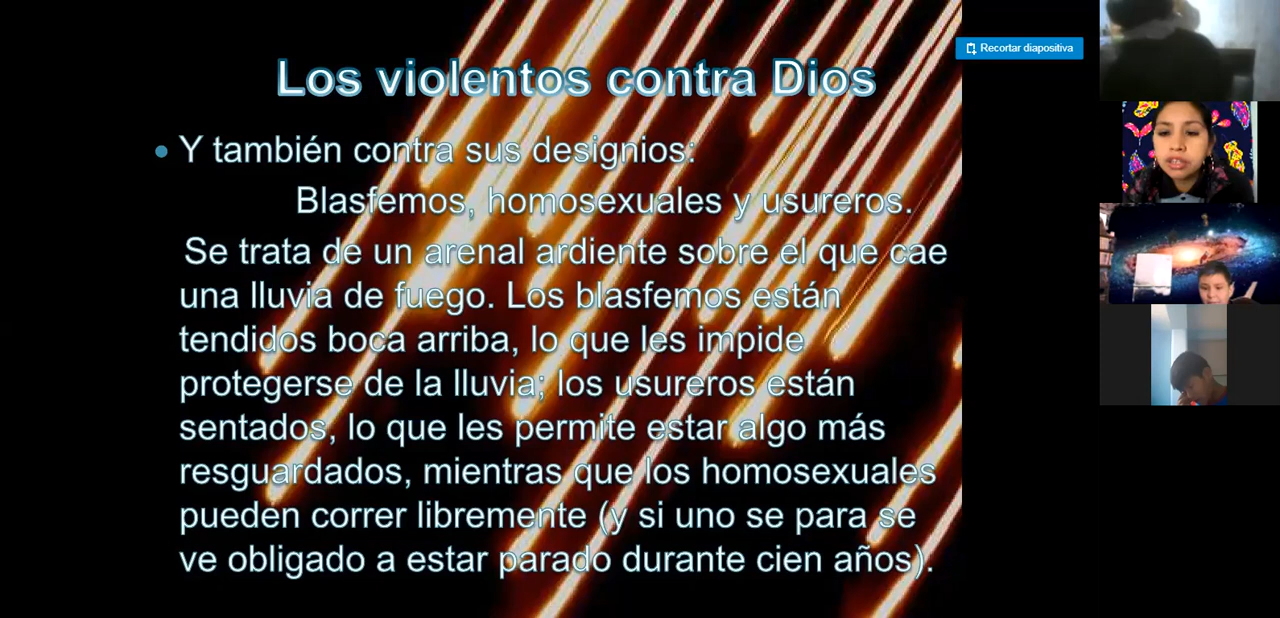 Los violentos contra Dios
Recortar diapositiva
Y también contra sus designios:
Blasfemos, homosexuales y usureros.
Se trata de un arenal ardiente sobre el que cae
una lluvia de fuego. Los blasfemos están
tendidos boca arriba, lo que les impide
protegerse de la lluvia; los usureros están
sentados, lo que les permite estar algo más
resguardados, mientras que los homosexuales
pueden correr libremente (y si uno se para se
ve obligado a estar parado durante cien años).